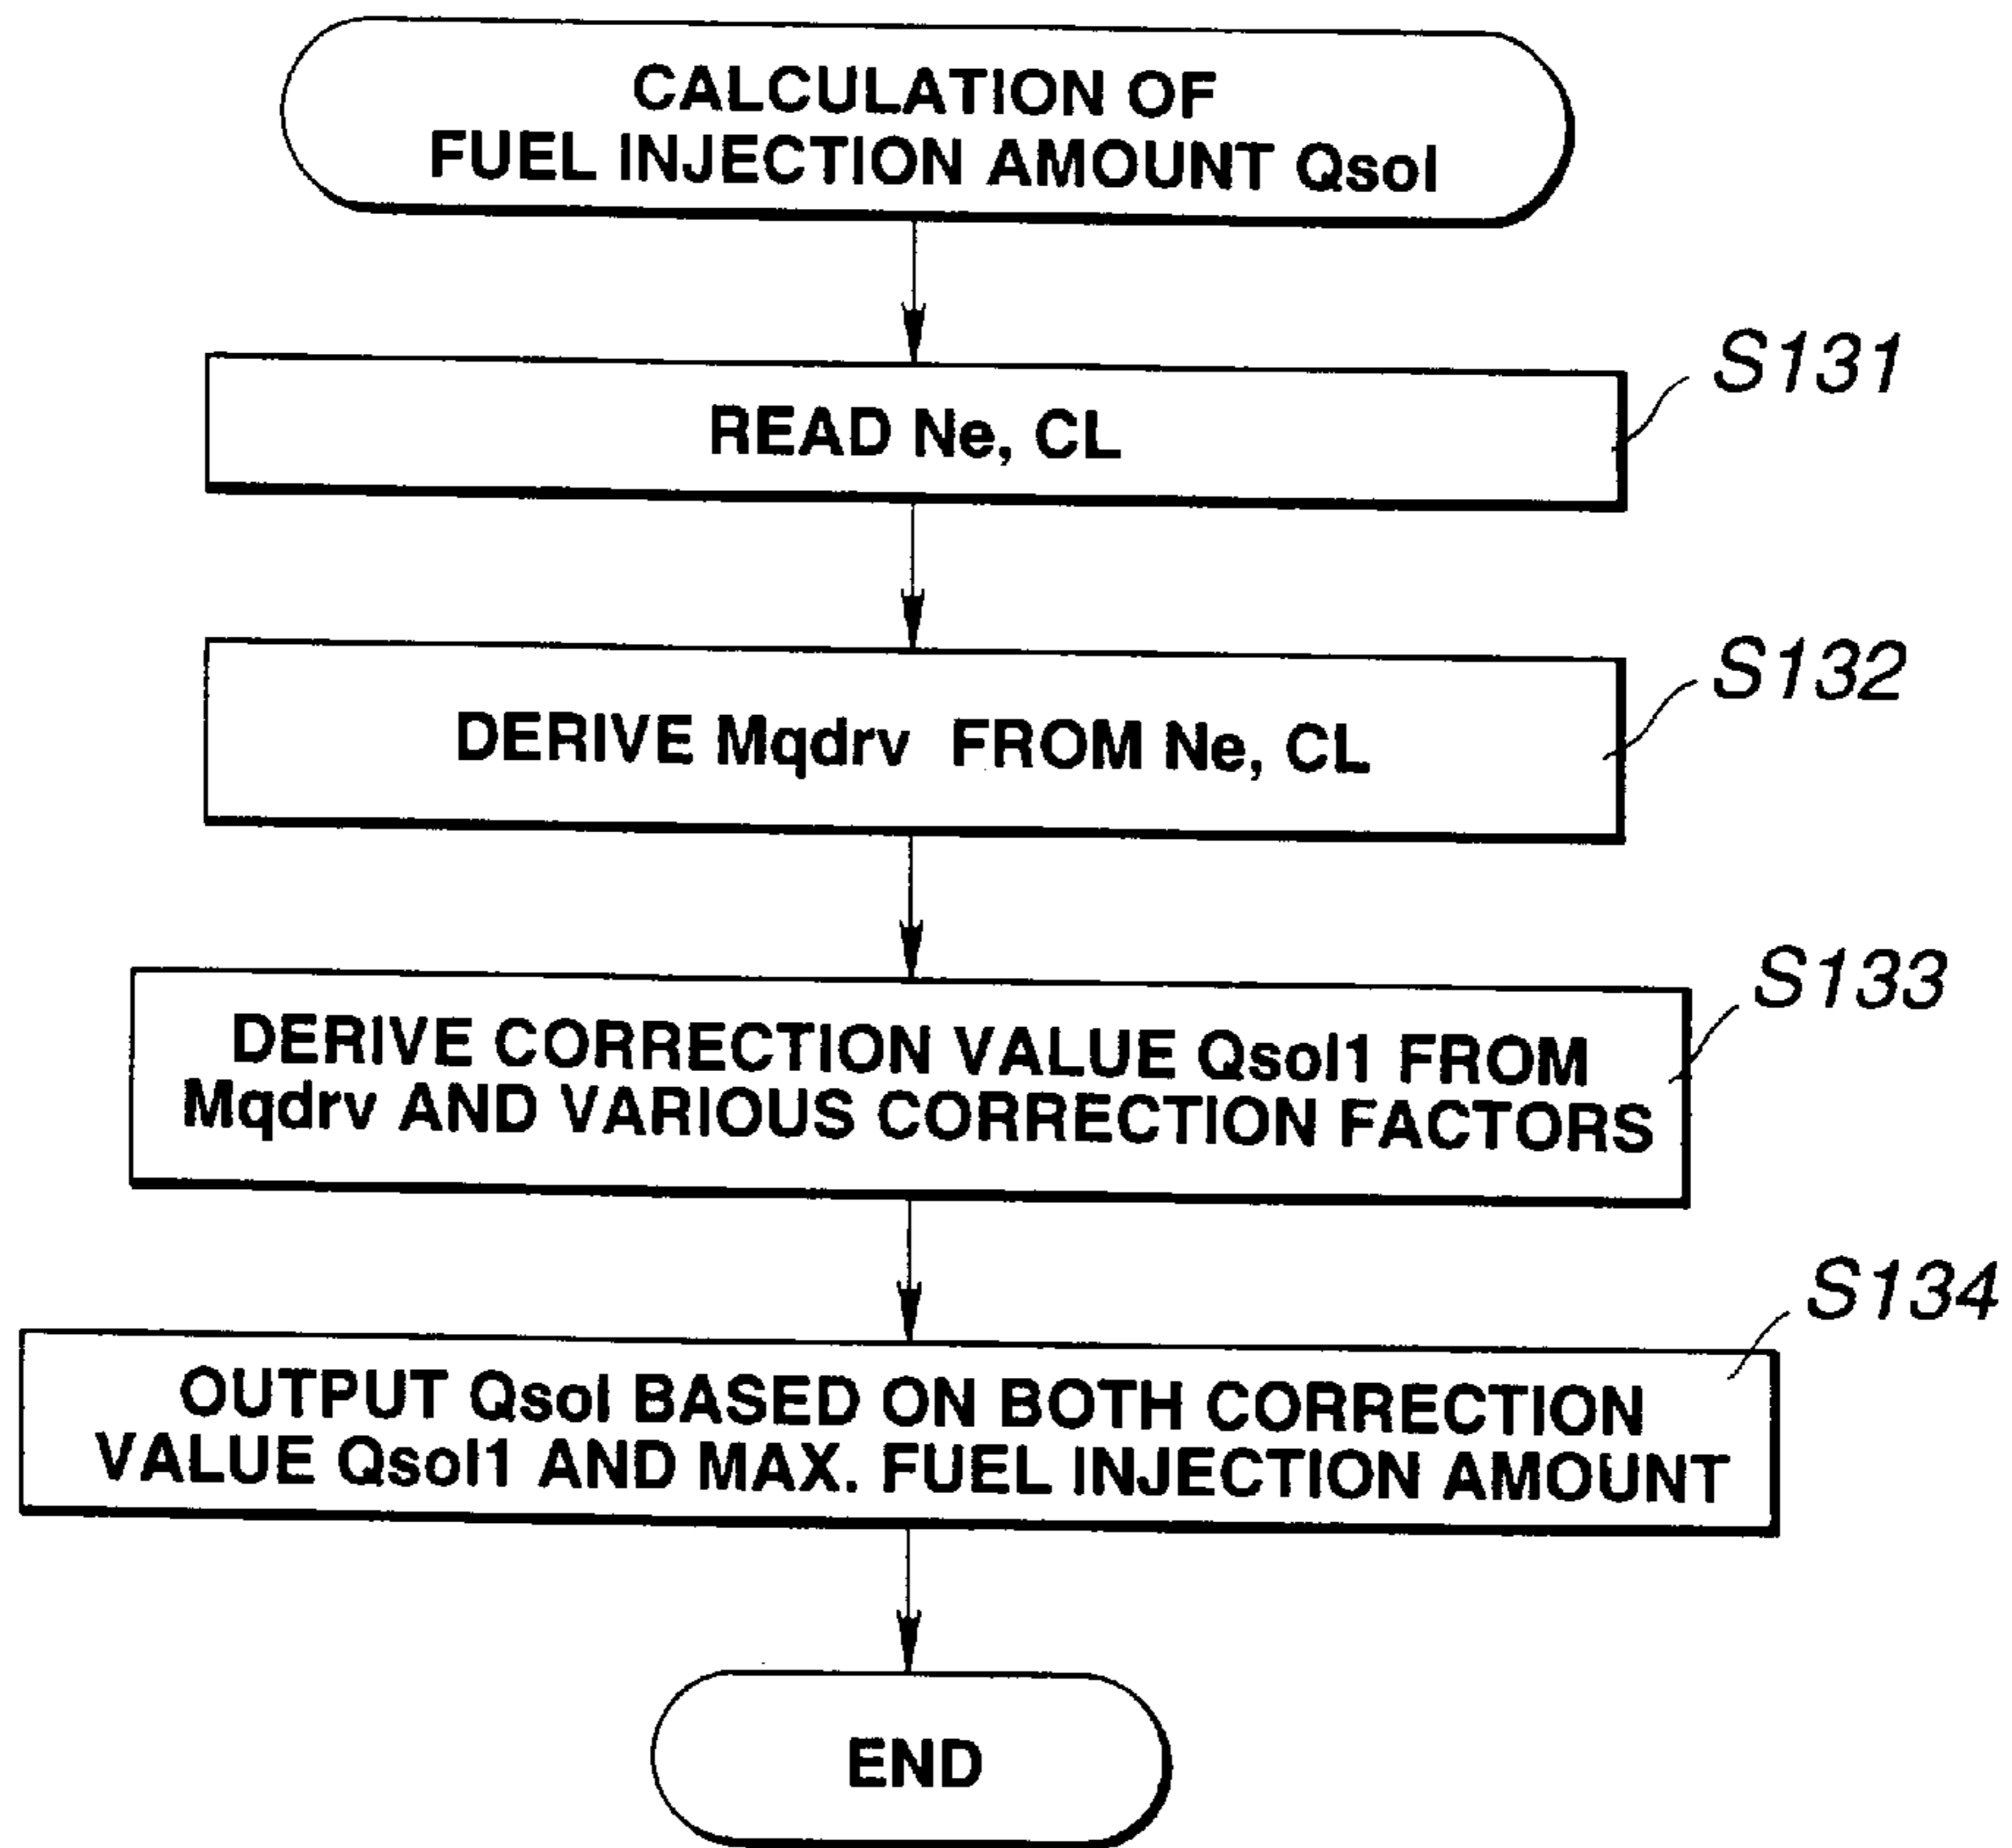 CALCULATION OF
FUEL INJECTION AMOUNT Qsol
S131
READ Ne, CL
S132
DERIVE Mqdrv FROM Ne, CL
S133
DERIVE CORRECTION VALUE Qsol1 FROM
Mqdrv AND VARIOUS CORRECTION FACTORS
S134
OUTPUT Qsol BASED ON BOTH CORRECTION
VALUE Qsol1 AND MAX. FUEL INJECTION AMOUNT
END